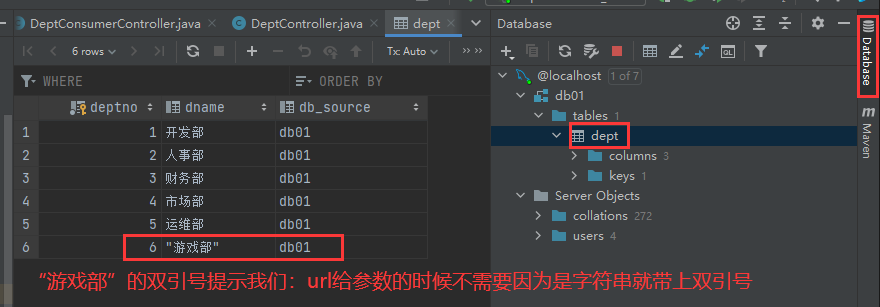 DeptConsumerController.java
DeptController.java
dept
6 rows
Tx: Auto
WHERE
ORDER BY
deptno dname db_source
1 1 开发部 db01
2 2 人事部 db01
3 3 财务部 db01
4 4 市场部 db01
5 5 运维部 db01
6 6 "游戏部" db01
Database
@localhost 1 of 7
db01
tables 1
dept
columns 3
keys 1
Server Objects
collations 272
users 4
Database
Maven
“游戏部”的双引号提示我们：url给参数的时候不需要因为是字符串就带上双引号